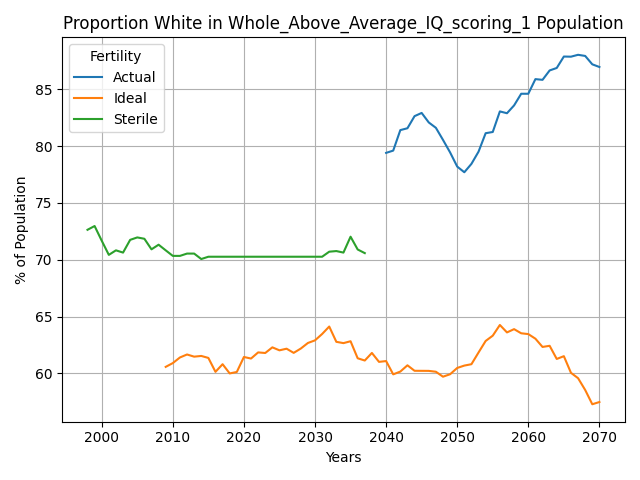 Proportion White in Whole_Above_Average_IQ_scoring_1 Population
Fertility
Actual
Ideal
Sterile
% of Population
85
80
75
70
65
60
2000 2010 2020 2030 2040 2050 2060 2070
Years